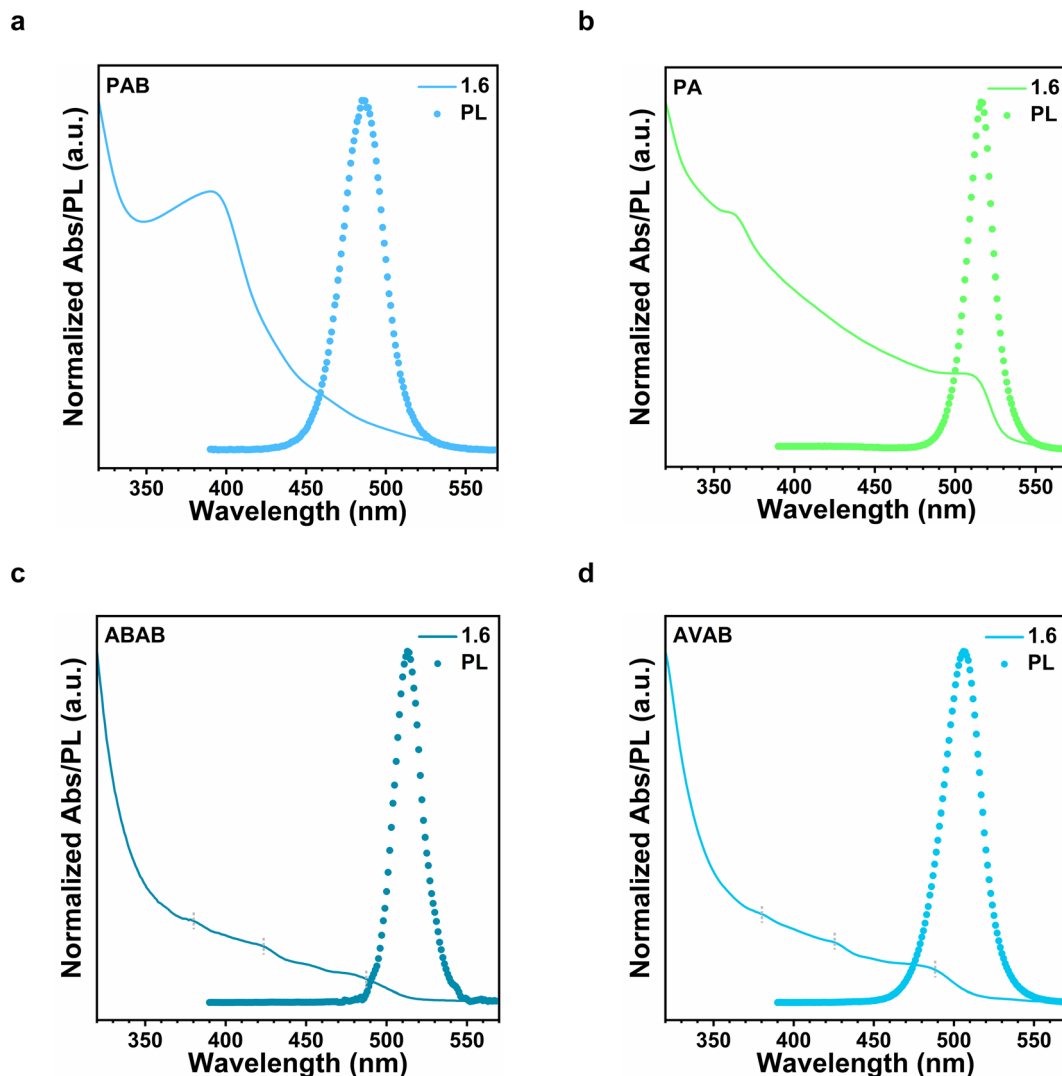 a
PAB
1.6
PL
Normalized Abs/PL (a.u.)
350 400 450 500 550
Wavelength (nm)
b
PA
1.6
PL
Normalized Abs/PL (a.u.)
350 400 450 500 550
Wavelength (nm)
c
ABAB
1.6
PL
Normalized Abs/PL (a.u.)
350 400 450 500 550
Wavelength (nm)
d
AVAB
1.6
PL
Normalized Abs/PL (a.u.)
350 400 450 500 550
Wavelength (nm)